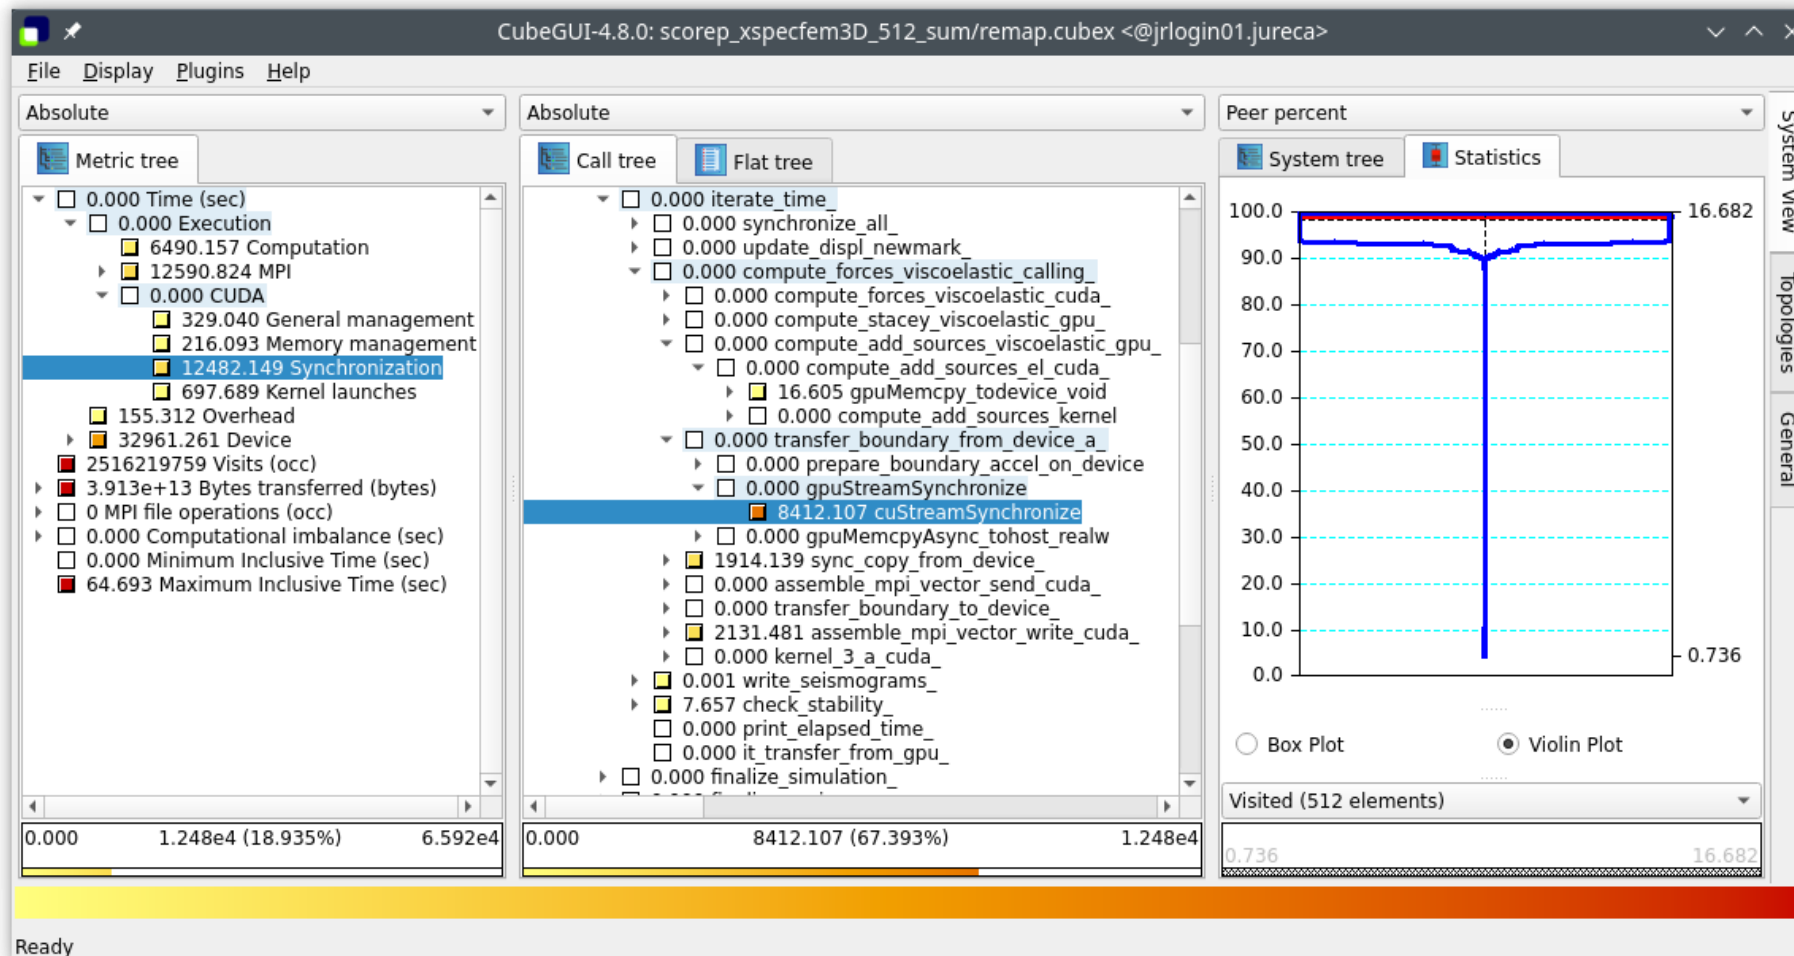 CubeGUI-4.8.0: scorep_xspecfem3D_512_sum/remap.cubex <@jrlogin01.jureca>
File Display Plugins Help
Absolute
Metric tree
0.000 Time (sec)
0.000 Execution
6490.157 Computation
12590.824 MPI
0.000 CUDA
329.040 General management
216.093 Memory management
12482.149 Synchronization
697.689 Kernel launches
155.312 Overhead
32961.261 Device
2516219759 Visits (occ)
3.913e+13 Bytes transferred (bytes)
0 MPI file operations (occ)
0.000 Computational imbalance (sec)
0.000 Minimum Inclusive Time (sec)
64.693 Maximum Inclusive Time (sec)
0.000 1.248e4 (18.935%) 6.592e4
Absolute
Call tree Flat tree
0.000 iterate_time_
0.000 synchronize_all_
0.000 update_displ_newmark_
0.000 compute_forces_viscoelastic_calling_
0.000 compute_forces_viscoelastic_cuda_
0.000 compute_stacey_viscoelastic_gpu_
0.000 compute_add_sources_viscoelastic_gpu_
0.000 compute_add_sources_el_cuda_
16.605 gpuMemcpy_todevice_void
0.000 compute_add_sources_kernel
0.000 transfer_boundary_from_device_a_
0.000 prepare_boundary_accel_on_device
0.000 gpuStreamSynchronize
8412.107 cuStreamSynchronize
0.000 gpuMemcpyAsync_tohost_realw
1914.139 sync_copy_from_device_
0.000 assemble_mpi_vector_send_cuda_
0.000 transfer_boundary_to_device_
2131.481 assemble_mpi_vector_write_cuda_
0.000 kernel_3_a_cuda_
0.001 write_seismograms_
7.657 check_stability_
0.000 print_elapsed_time_
0.000 it_transfer_from_gpu_
0.000 finalize_simulation_
0.000 8412.107 (67.393%) 1.248e4
Peer percent
System tree Statistics
100.0 16.682
90.0
80.0
70.0
60.0
50.0
40.0
30.0
20.0
10.0
0.736
0.0
Box Plot Violin Plot
Visited (512 elements)
0.736 16.682
System View
Topologies
General
Ready